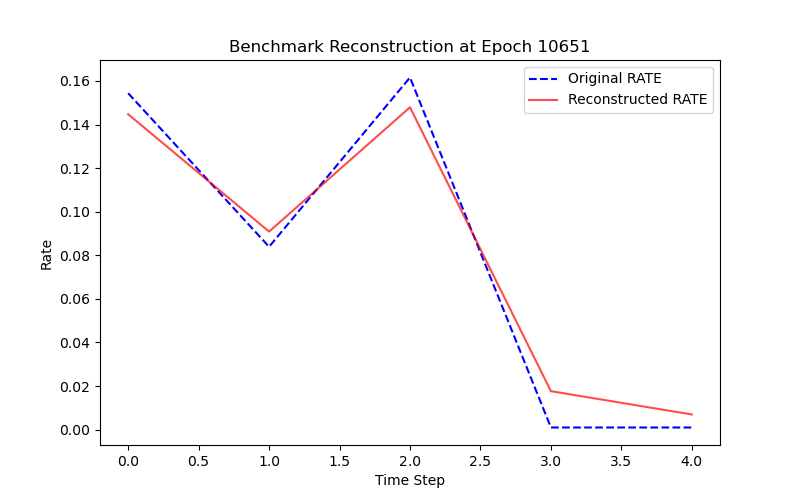 Benchmark Reconstruction at Epoch 10651
Original RATE
Reconstructed RATE
Rate
0.16
0.14
0.12
0.10
0.08
0.06
0.04
0.02
0.00
0.0 0.5 1.0 1.5 2.0 2.5 3.0 3.5 4.0
Time Step